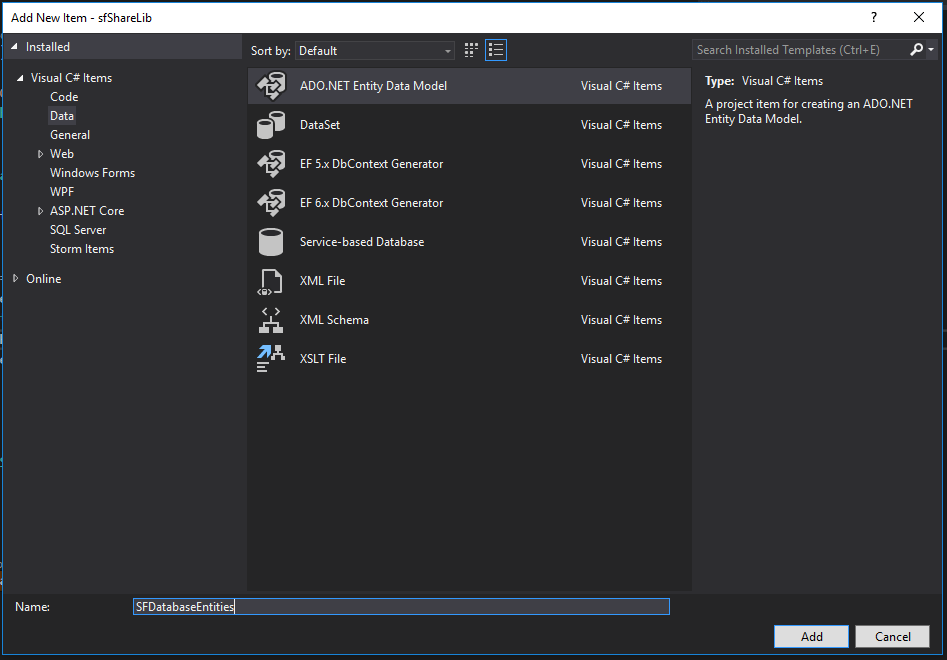 Add New Item - sfShareLib
?
Installed
Sort by: Default
Search Installed Templates (Ctrl+E)
Visual C# Items
Code
Data
General
Web
Windows Forms
WPF
ASP.NET Core
SQL Server
Storm Items
Online
ADO.NET Entity Data Model Visual C# Items
DataSet Visual C# Items
EF 5.x DbContext Generator Visual C# Items
EF 6.x DbContext Generator Visual C# Items
Service-based Database Visual C# Items
XML File Visual C# Items
XML Schema Visual C# Items
XSLT File Visual C# Items
Type: Visual C# Items
A project item for creating an ADO.NET
Entity Data Model.
Name: SFDatabaseEntities
Add Cancel